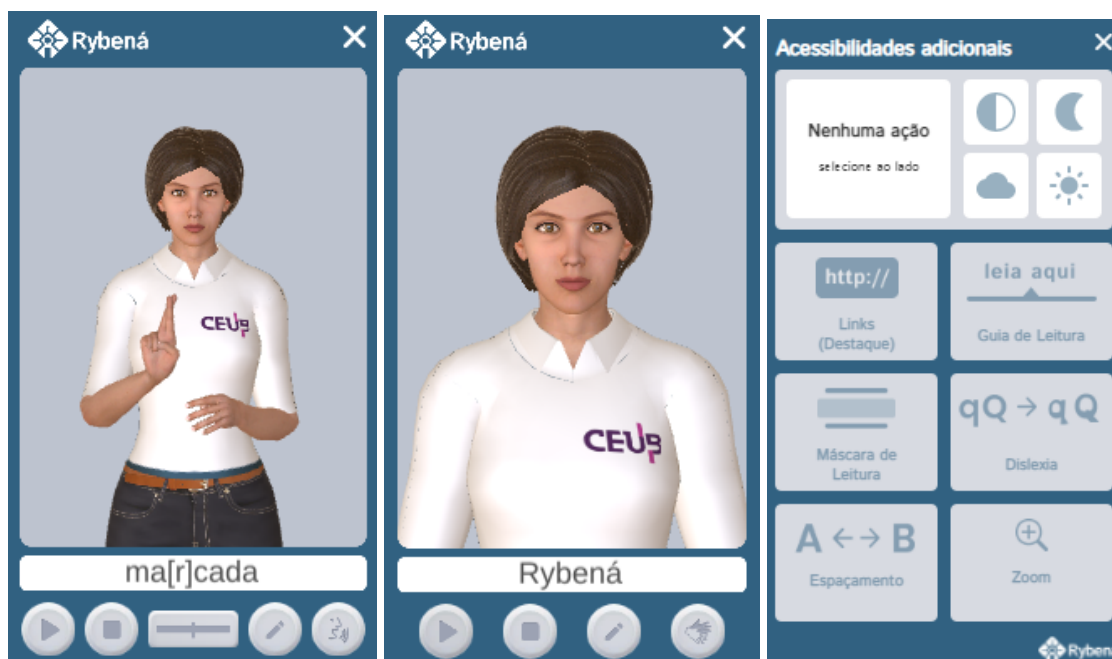 Rybená
CEUB
ma[r]cada
Rybená
CEUB
Rybená
Acessibilidades adicionais
Nenhuma ação
selecione ao lado
http://
Links
(Destaque)
leia aqui
Guia de Leitura
Máscara de
Leitura
qQ → q Q
Dislexia
A ←→ B
Espaçamento
Zoom
Ryben